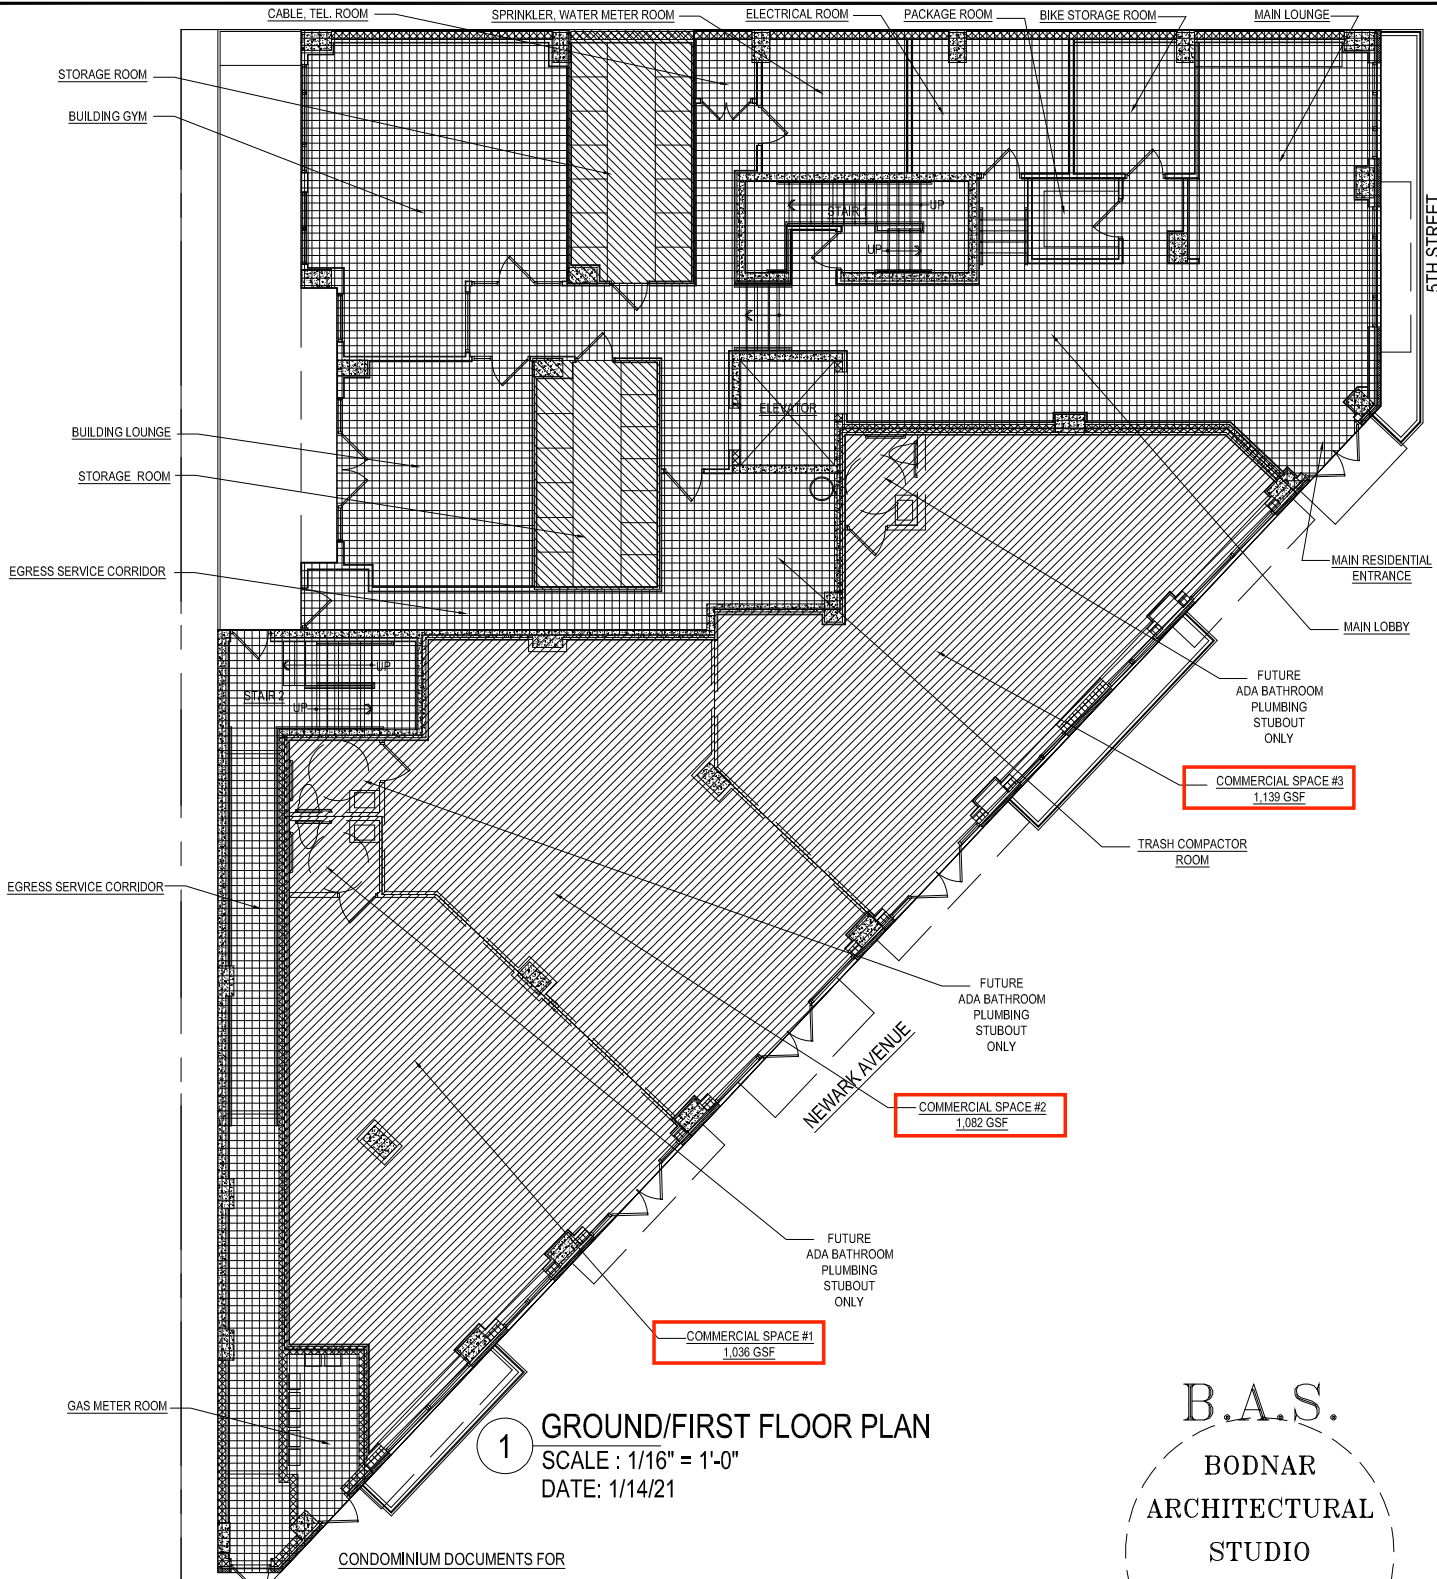 CABLE, TEL. ROOM
SPRINKLER, WATER METER ROOM
ELECTRICAL ROOM
PACKAGE ROOM
BIKE STORAGE ROOM
MAIN LOUNGE
STORAGE ROOM
BUILDING GYM
STAIR 1
UP
UP
5TH STREET
ELEVATOR
BUILDING LOUNGE
STORAGE ROOM
EGRESS SERVICE CORRIDOR
MAIN RESIDENTIAL
ENTRANCE
MAIN LOBBY
UP
STAIR 2
UP
FUTURE
ADA BATHROOM
PLUMBING
STUBOUT
ONLY
COMMERCIAL SPACE #3
1,139 GSF
TRASH COMPACTOR
ROOM
EGRESS SERVICE CORRIDOR
FUTURE
ADA BATHROOM
PLUMBING
STUBOUT
ONLY
NEWARK AVENUE
COMMERCIAL SPACE #2
1,082 GSF
FUTURE
ADA BATHROOM
PLUMBING
STUBOUT
ONLY
COMMERCIAL SPACE #1
1,036 GSF
GAS METER ROOM
1
GROUND/FIRST FLOOR PLAN
SCALE : 1/16" = 1'-0"
DATE: 1/14/21
CONDOMINIUM DOCUMENTS FOR
B.A.S.
BODNAR
ARCHITECTURAL
STUDIO